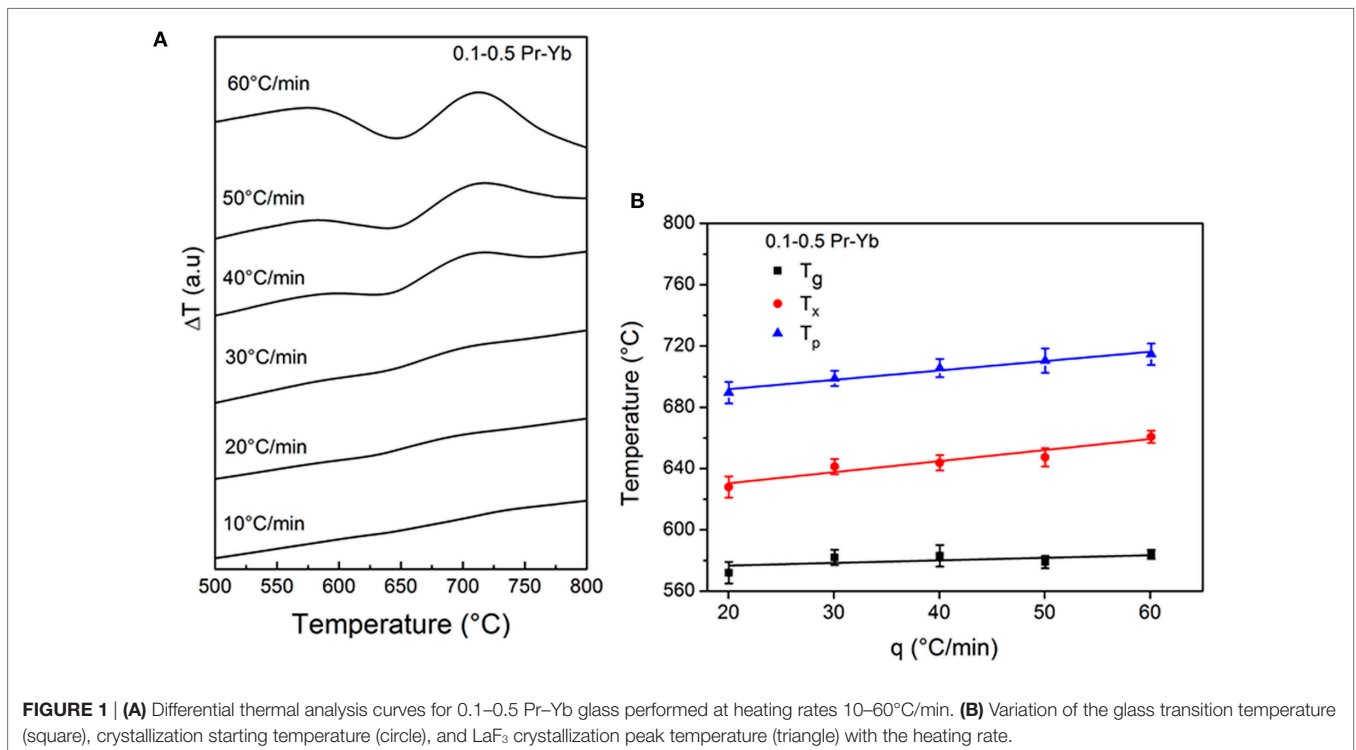 A
0.1-0.5 Pr-Yb
60°C/min
50°C/min
40°C/min
30°C/min
20°C/min
10°C/min
ΔT (a.u)
500 550 600 650 700 750 800
Temperature (°C)
B
800
760
720
680
640
600
560
0.1-0.5 Pr-Yb
Tg
Tx
Tp
Temperature (°C)
20 30 40 50 60
q (°C/min)
FIGURE 1 | (A) Differential thermal analysis curves for 0.1–0.5 Pr–Yb glass performed at heating rates 10–60°C/min. (B) Variation of the glass transition temperature
(square), crystallization starting temperature (circle), and LaF₃ crystallization peak temperature (triangle) with the heating rate.